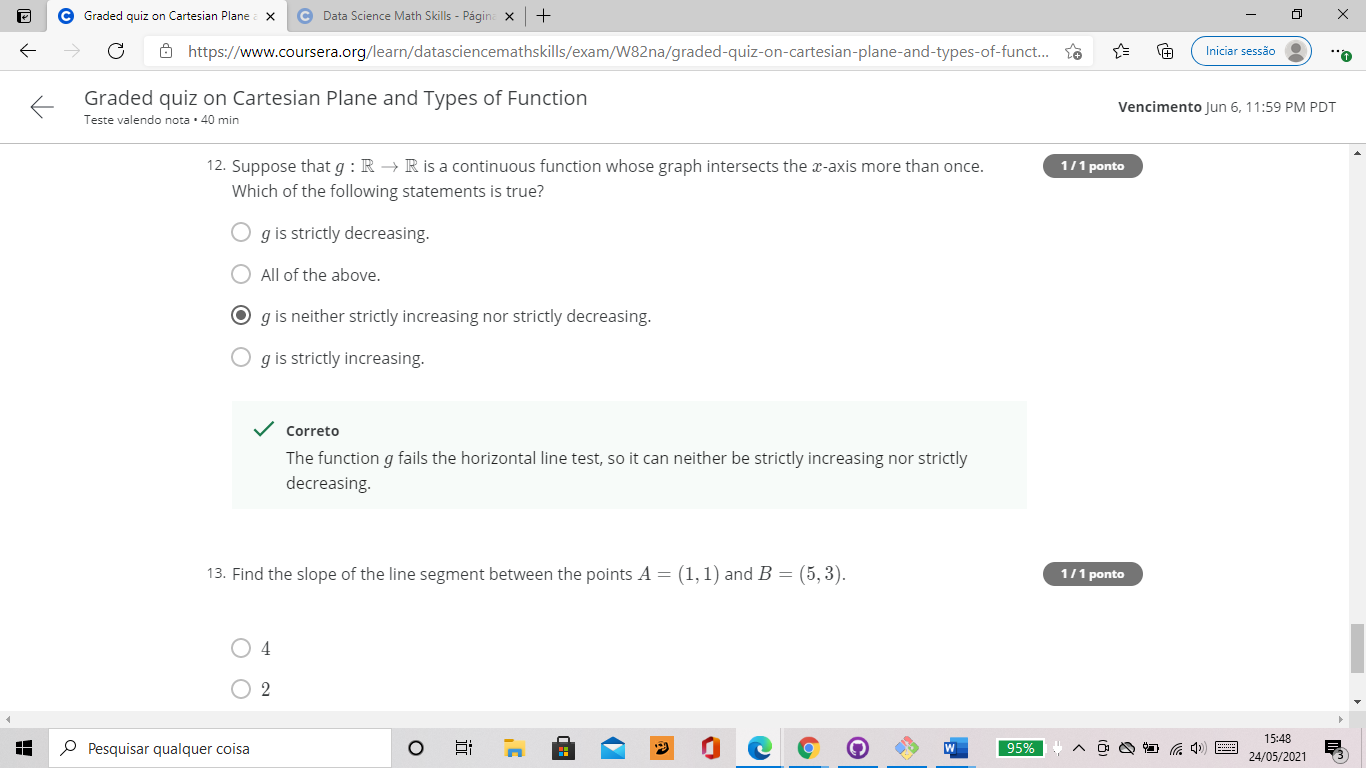 Graded quiz on Cartesian Plane a
Data Science Math Skills - Página
https://www.coursera.org/learn/datasciencemathskills/exam/W82na/graded-quiz-on-cartesian-plane-and-types-of-funct...
Iniciar sessão
Graded quiz on Cartesian Plane and Types of Function
Teste valendo nota • 40 min
Vencimento Jun 6, 11:59 PM PDT
12. Suppose that g : ℝ → ℝ is a continuous function whose graph intersects the x-axis more than once.
Which of the following statements is true?
1 / 1 ponto
g is strictly decreasing.
All of the above.
g is neither strictly increasing nor strictly decreasing.
g is strictly increasing.
Correto
The function g fails the horizontal line test, so it can neither be strictly increasing nor strictly
decreasing.
13. Find the slope of the line segment between the points A = (1, 1) and B = (5, 3).
1 / 1 ponto
4
2
Pesquisar qualquer coisa
95%
15:48
24/05/2021
3